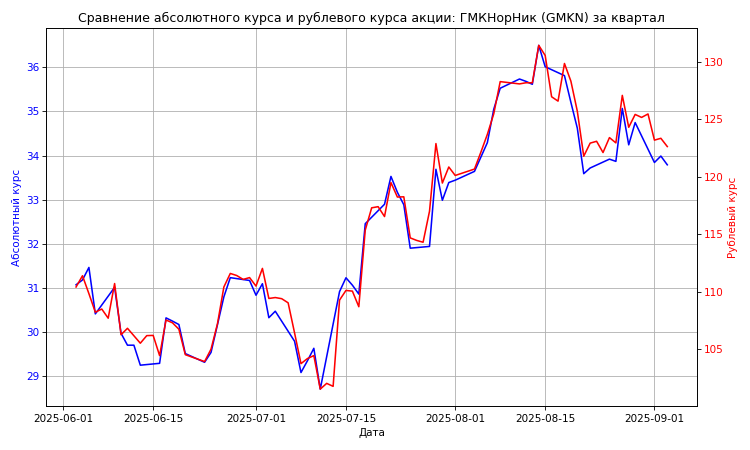 Сравнение абсолютного курса и рублевого курса акции: ГМКНорНик (GMKN) за квартал
36
35
34
33
32
31
30
29
Абсолютный курс
130
125
120
115
110
105
Рублевый курс
2025-06-01 2025-06-15 2025-07-01 2025-07-15 2025-08-01 2025-08-15 2025-09-01
Дата